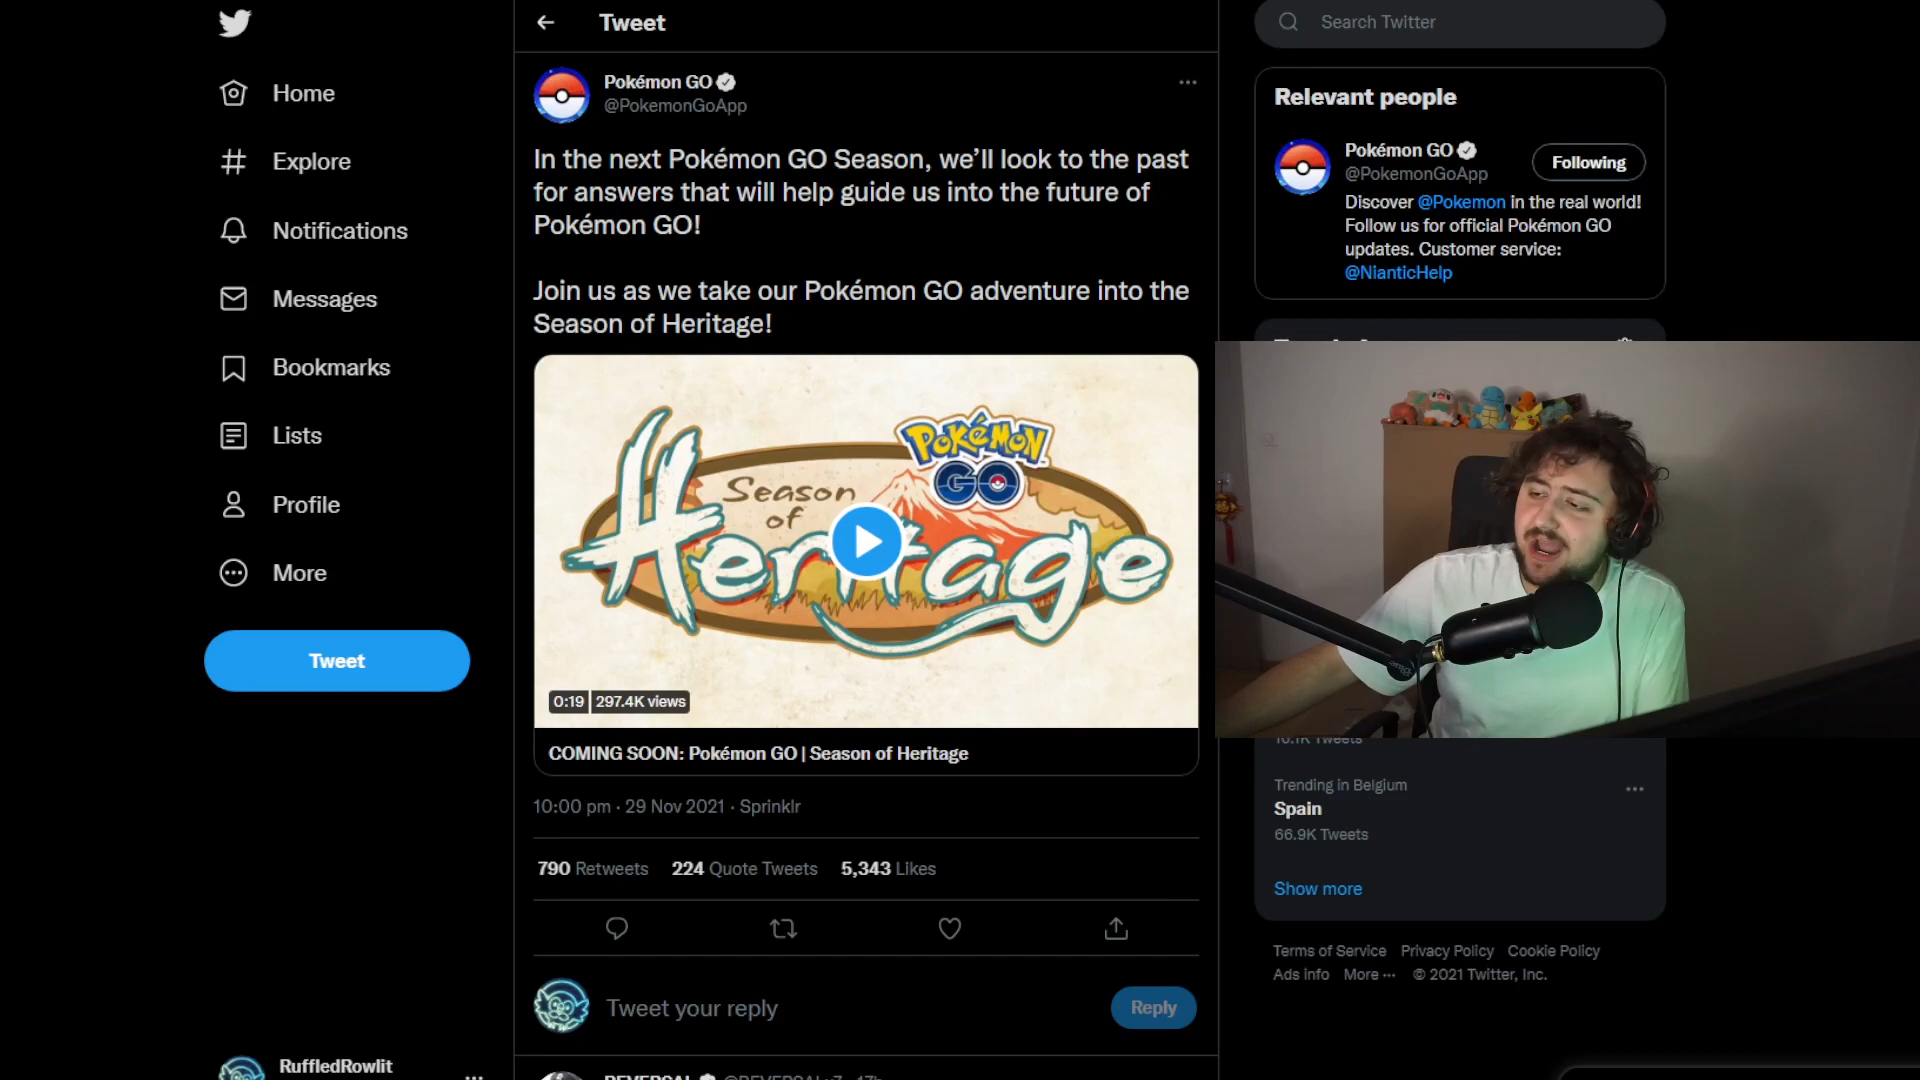 Tweet
Search Twitter
Home
Explore
Notifications
Messages
Bookmarks
Lists
Profile
More
Tweet
RuffledRowlit
Pokémon GO
@PokemonGoApp
In the next Pokémon GO Season, we’ll look to the past
for answers that will help guide us into the future of
Pokémon GO!
Join us as we take our Pokémon GO adventure into the
Season of Heritage!
POKéMON
GO
Season
of
Heritage
0:19 297.4K views
COMING SOON: Pokémon GO | Season of Heritage
10:00 pm · 29 Nov 2021 · Sprinklr
790 Retweets 224 Quote Tweets 5,343 Likes
Tweet your reply
Reply
Relevant people
Pokémon GO
@PokemonGoApp
Following
Discover @Pokemon in the real world!
Follow us for official Pokémon GO
updates. Customer service:
@NianticHelp
Trending in Belgium
Spain
66.9K Tweets
Show more
Terms of Service Privacy Policy Cookie Policy
Ads info More ··· © 2021 Twitter, Inc.